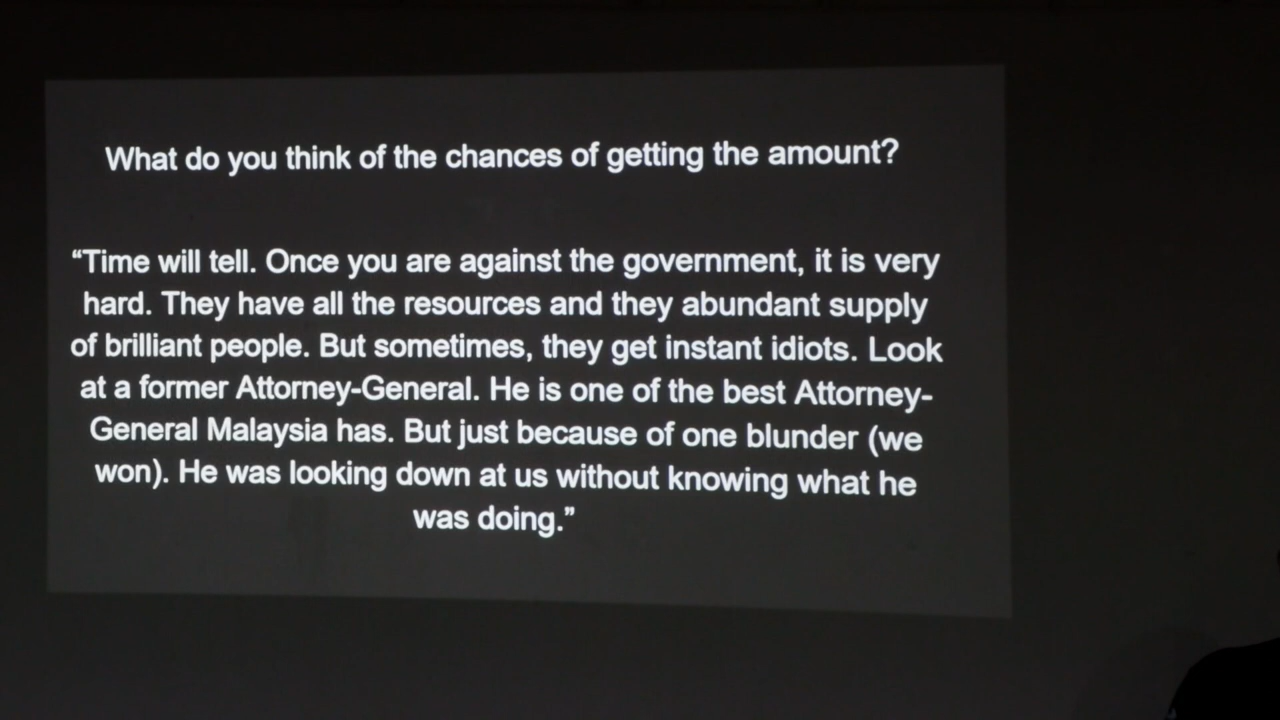 What do you think of the chances of getting the amount?
“Time will tell. Once you are against the government, it is very
hard. They have all the resources and they abundant supply
of brilliant people. But sometimes, they get instant idiots. Look
at a former Attorney-General. He is one of the best Attorney-
General Malaysia has. But just because of one blunder (we
won). He was looking down at us without knowing what he
was doing.”